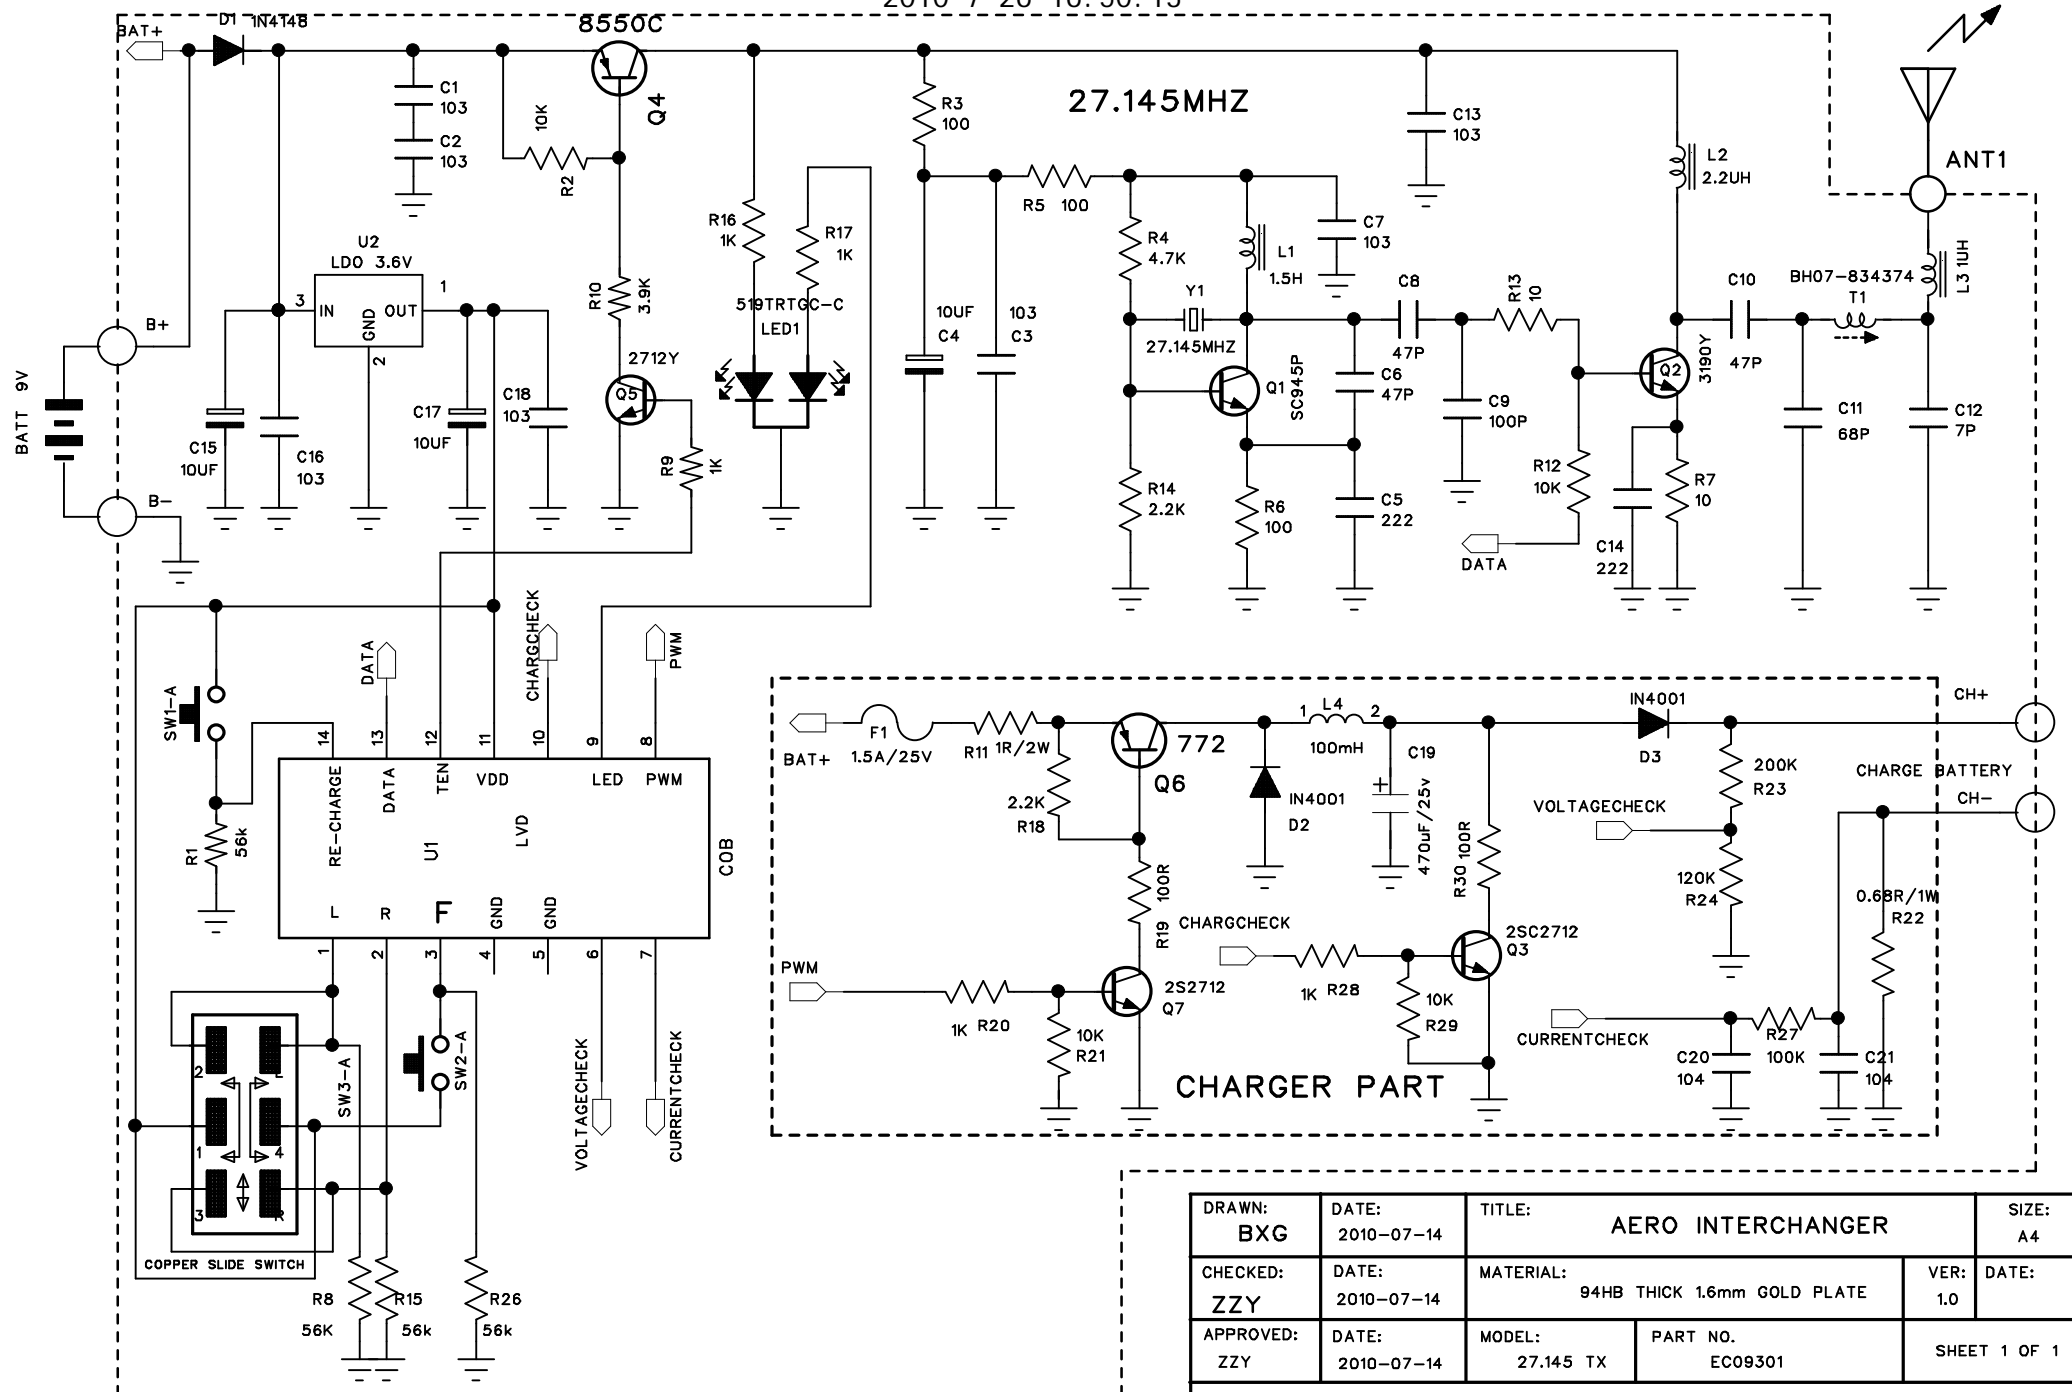 BAT+
D1
1N4148
8550C
Q4
C1
103
C2
103
10K
R2
27.145MHZ
R3
100
C13
103
L2
2.2UH
ANT1
U2
LDO 3.6V
3
IN
OUT
1
GND
2
R10
3.9K
R16
1K
R17
1K
519TRTGC-C
LED1
R5 100
R4
4.7K
L1
1.5H
C7
103
10UF
C4
103
C3
Y1
27.145MHZ
C8
47P
R13
10
C10
47P
BH07-834374
T1
L3 1UH
B+
BATT 9V
B-
C15
10UF
C16
103
C17
10UF
C18
103
2712Y
Q5
R9
1K
Q1
SC945P
C6
47P
C9
100P
Q2
3190Y
C11
68P
C12
7P
R14
2.2K
R6
100
C5
222
R12
10K
DATA
C14
222
R7
10
SW1-A
R1
56k
DATA
CHARGCHECK
PWM
14
13
12
11
10
9
8
RE-CHARGE
DATA
TEN
VDD
LED
PWM
U1
LVD
COB
L
R
F
GND
GND
1
2
3
4
5
6
7
VOLTAGECHECK
CURRENTCHECK
SW3-A
SW2-A
2
L
1
4
3
R
COPPER SLIDE SWITCH
R8
56K
R15
56k
R26
56k
BAT+
F1
1.5A/25V
R11 1R/2W
772
Q6
2.2K
R18
1 L4 2
100mH
IN4001
D2
C19
+
470uF/25v
R30 100R
IN4001
D3
CH+
200K
R23
CHARGE BATTERY
CH-
VOLTAGECHECK
120K
R24
0.68R/1W
R22
100R
R19
CHARGCHECK
1K R28
2SC2712
Q3
PWM
1K R20
2S2712
Q7
10K
R21
10K
R29
CURRENTCHECK
R27
100K
C20
104
C21
104
CHARGER PART
DRAWN:
BXG
DATE:
2010-07-14
TITLE:
AERO INTERCHANGER
SIZE:
A4
CHECKED:
ZZY
DATE:
2010-07-14
MATERIAL:
94HB THICK 1.6mm GOLD PLATE
VER:
1.0
DATE:
APPROVED:
ZZY
DATE:
2010-07-14
MODEL:
27.145 TX
PART NO.
EC09301
SHEET 1 OF 1